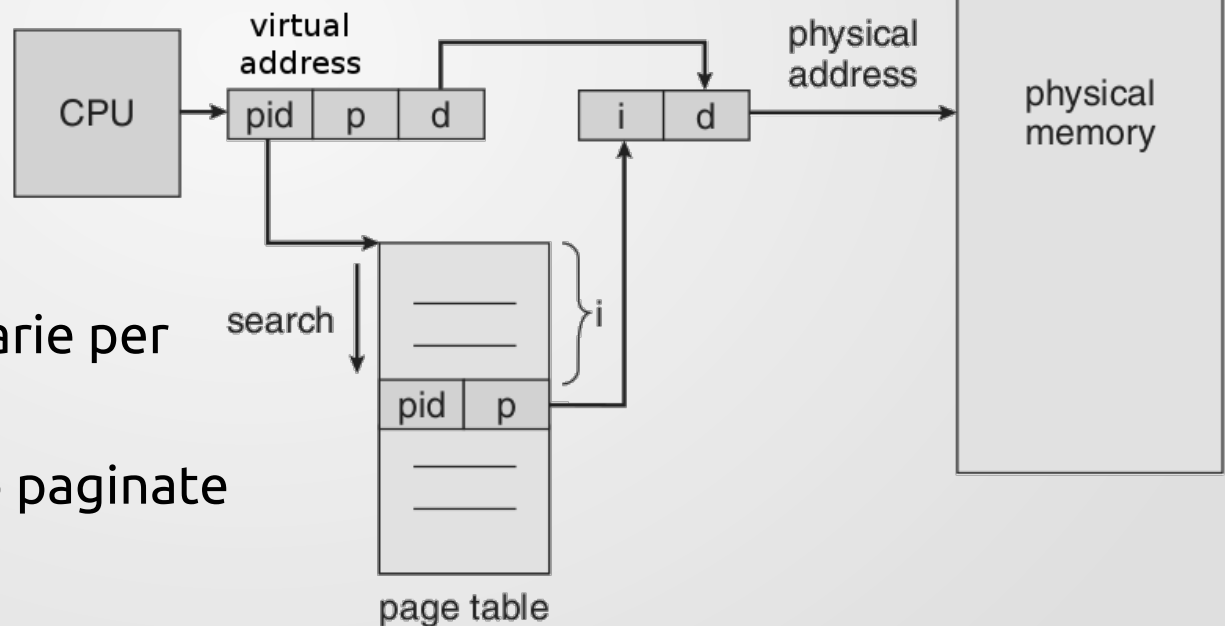 virtual
address
CPU
pid p d
i d
physical
address
physical
memory
search
i
pid p
page table
arie per
paginate